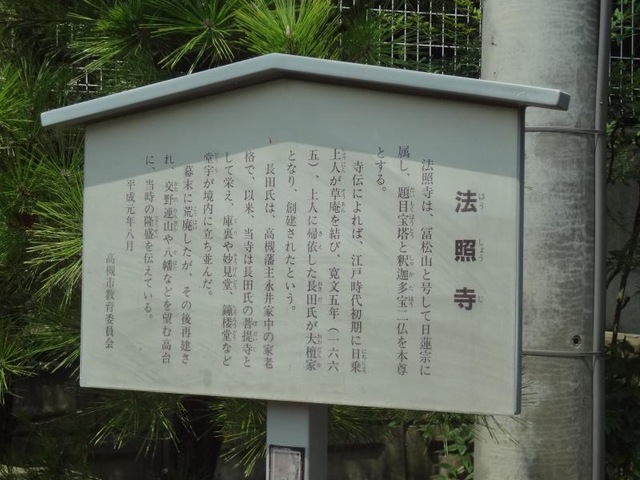 法照寺
法照寺は、冨松山と号して日蓮宗に
属し、題目宝塔と釈迦多宝二仏を本尊
とする。
寺伝によれば、江戸時代初期に日乗
上人が草庵を結び、寛文五年（一六六
五）、上人に帰依した長田氏が大檀家
となり、創建されたという。
長田氏は、高槻藩主永井家中の家老
格で、以来、当寺は長田氏の菩提寺と
して栄え、庫裏や妙見堂、鐘楼堂など
堂宇が境内に立ち並んだ。
幕末に荒廃したが、その後再建さ
れ、交野連山や八幡などを望む高台
に、当時の隆盛を伝えている。
平成元年八月
高槻市教育委員会